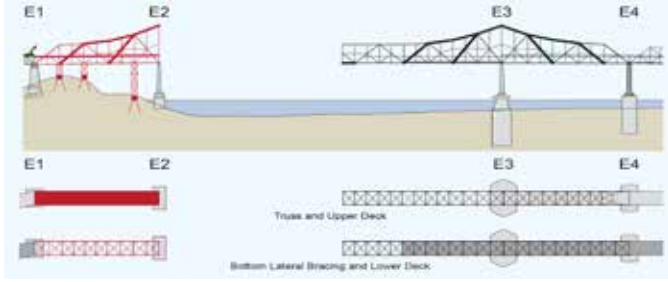 E1 E2 E3 E4
E1 E2 E3 E4
Truss and Upper Deck
Bottom Lateral Bracing and Lower Deck